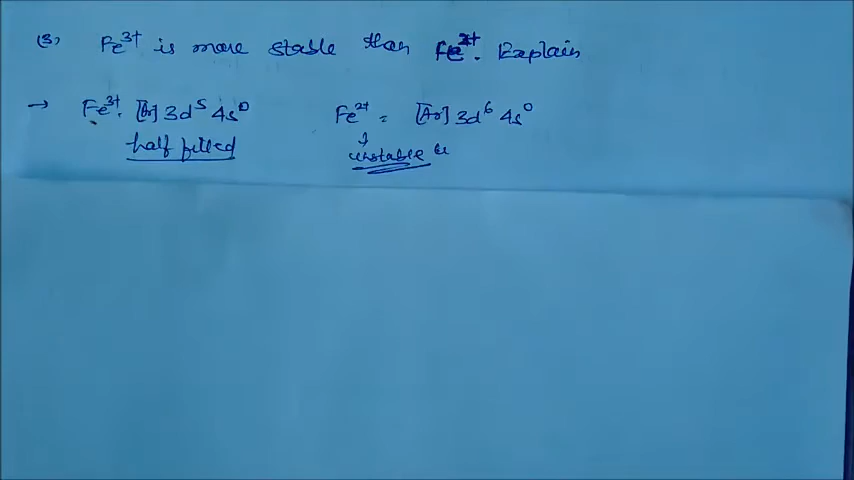 (3) Fe³⁺ is more stable than Fe²⁺. Explain
→ Fe³⁺. [Ar] 3d⁵ 4s⁰ Fe²⁺ = [Ar] 3d⁶ 4s⁰
half filled ↓
unstable